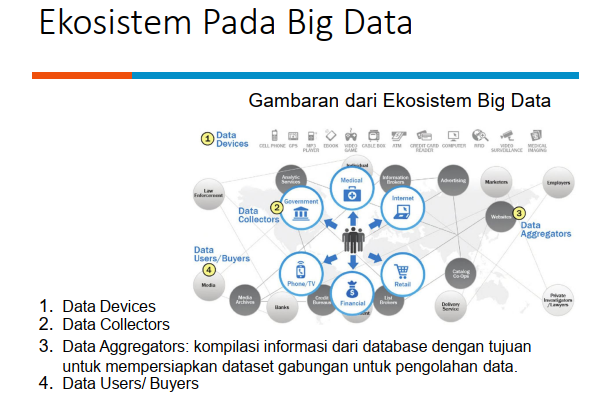 Ekosistem Pada Big Data
Gambaran dari Ekosistem Big Data
1 Data
Devices
CELL PHONE GPS MP3 PLAYER EBOOK VIDEO GAME CABLE BOX ATM CREDIT CARD READER COMPUTER RFID VIDEO SURVEILLANCE MEDICAL IMAGING
Analytic Services
Medical
Information Brokers
Advertising
Marketers
Employers
Law Enforcement
Government
Internet
Data 2
Collectors
Websites
3 Data
Aggregators
Data
Users/Buyers
4
Media
Phone/TV
Retail
Catalog Co-Ops
Media Archives
Banks
Credit Bureaus
Financial
List Brokers
Delivery Service
Private Investigators /Lawyers
1. Data Devices
2. Data Collectors
3. Data Aggregators: kompilasi informasi dari database dengan tujuan
untuk mempersiapkan dataset gabungan untuk pengolahan data.
4. Data Users/ Buyers